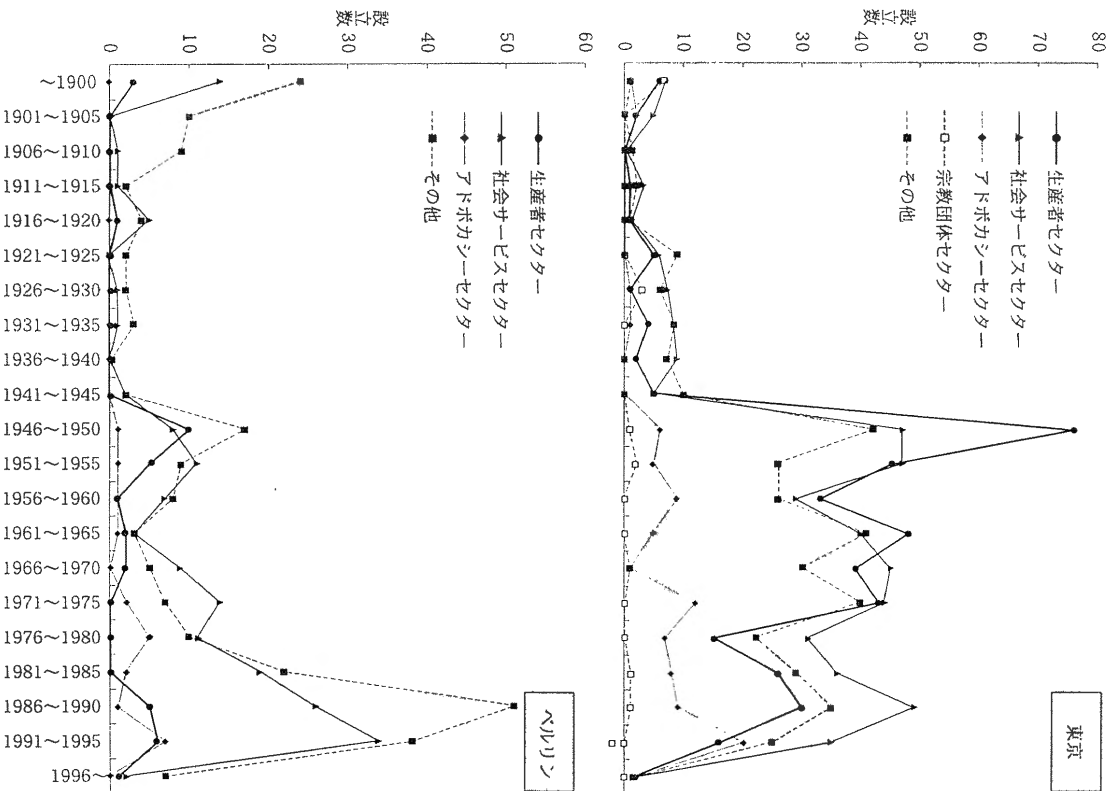 東京
設立数
80
70
60
50
40
30
20
10
0
生産者セクター
社会サービスセクター
アドボカシーセクター
宗教団体セクター
その他
ベルリン
設立数
60
50
40
30
20
10
0
生産者セクター
社会サービスセクター
アドボカシーセクター
その他
～1900
1901～1905
1906～1910
1911～1915
1916～1920
1921～1925
1926～1930
1931～1935
1936～1940
1941～1945
1946～1950
1951～1955
1956～1960
1961～1965
1966～1970
1971～1975
1976～1980
1981～1985
1986～1990
1991～1995
1996～